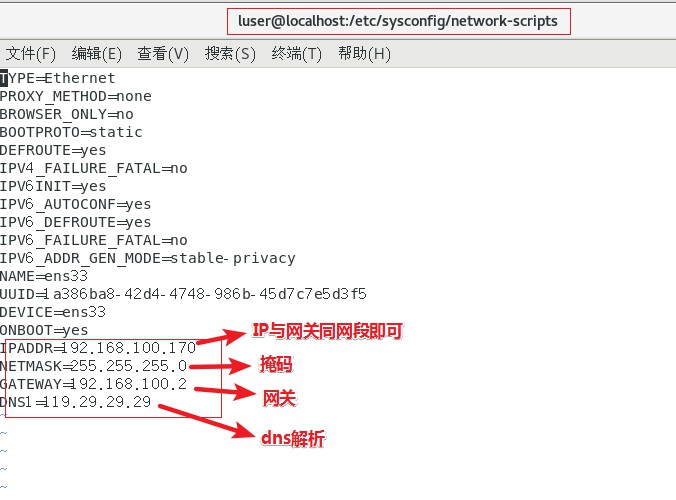 luser@localhost:/etc/sysconfig/network-scripts
文件(F) 编辑(E) 查看(V) 搜索(S) 终端(T) 帮助(H)
TYPE=Ethernet
PROXY_METHOD=none
BROWSER_ONLY=no
BOOTPROTO=static
DEFROUTE=yes
IPV4_FAILURE_FATAL=no
IPV6INIT=yes
IPV6_AUTOCONF=yes
IPV6_DEFROUTE=yes
IPV6_FAILURE_FATAL=no
IPV6_ADDR_GEN_MODE=stable-privacy
NAME=ens33
UUID=1a386ba8-42d4-4748-986b-45d7c7e5d3f5
DEVICE=ens33
ONBOOT=yes
IP与网关同网段即可
IPADDR=192.168.100.170
NETMASK=255.255.255.0
掩码
GATEWAY=192.168.100.2
网关
DNS1=119.29.29.29
dns解析
~
~
~
~
~